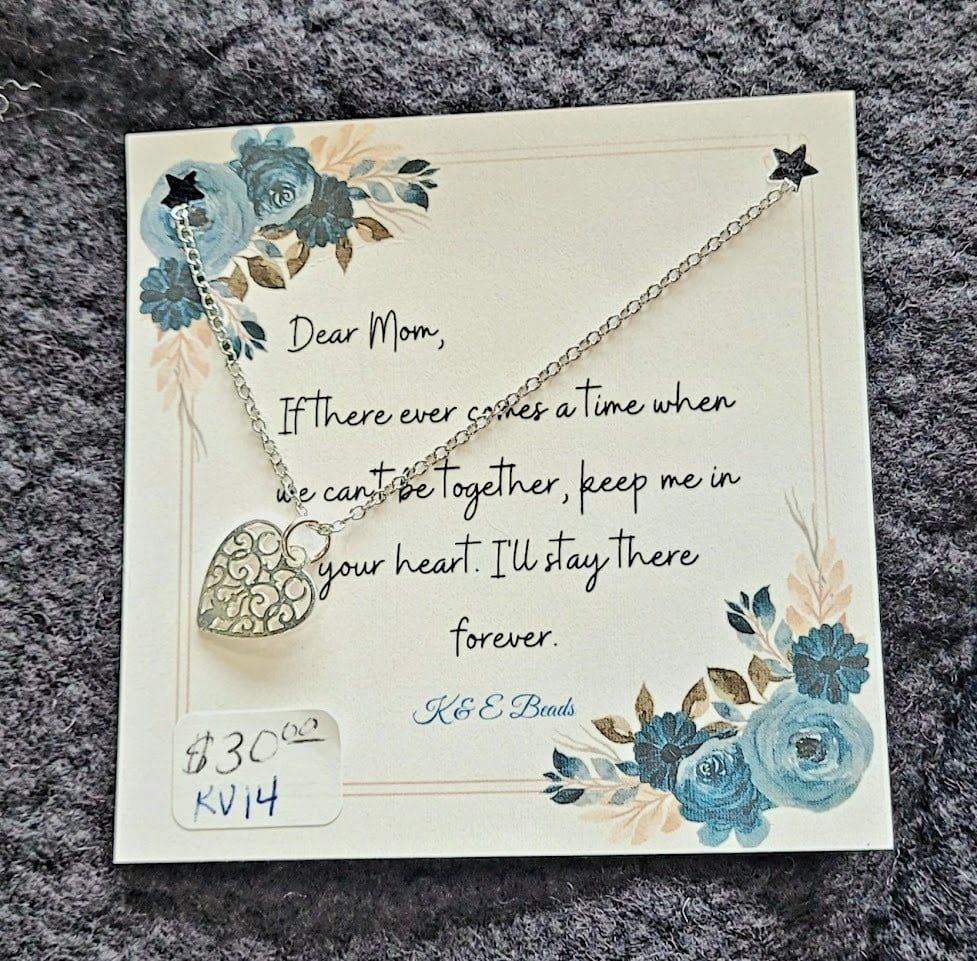 Dear Mom,
If there ever comes a time when
we can't be together, keep me in
your heart. I'll stay there
forever.
K & E Beads
$30.00
KV14